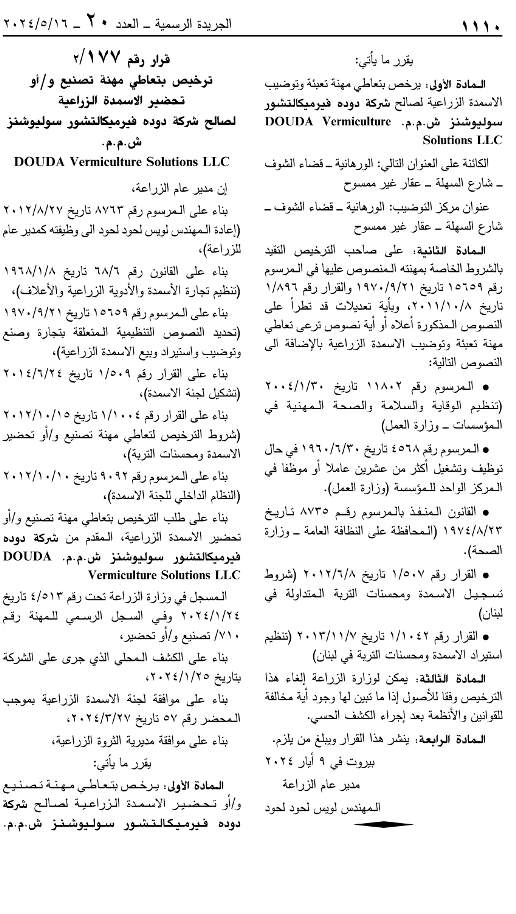 ١١١٠
الجريدة الرسمية – العدد ٢٠ – ٢٠٢٤/٥/١٦
يقرر ما يأتي:
المادة الأولى: يرخص بتعاطي مهنة تعبئة وتوضيب
الاسمدة الزراعية لصالح شركة دوده فيرميكالتشور
سوليوشنز ش.م.م. DOUDA Vermiculture
Solutions LLC
الكائنة على العنوان التالي: الورهانية – قضاء الشوف
– شارع السهلة – عقار غير ممسوح
عنوان مركز التوضيب: الورهانية – قضاء الشوف –
شارع السهلة – عقار غير ممسوح
المادة الثانية: على صاحب الترخيص التقيد
بالشروط الخاصة بمهنته المنصوص عليها في المرسوم
رقم ١٥٦٥٩ تاريخ ١٩٧٠/٩/٢١ والقرار رقم ١/٨٩٦
تاريخ ٢٠١١/١٠/٨، وبأية تعديلات قد تطرأ على
النصوص المذكورة أعلاه أو أية نصوص ترعى تعاطي
مهنة تعبئة وتوضيب الاسمدة الزراعية بالإضافة الى
النصوص التالية:
● المرسوم رقم ١١٨٠٢ تاريخ ٢٠٠٤/١/٣٠
(تنظيم الوقاية والسلامة والصحة المهنية في
المؤسسات – وزارة العمل)
● المرسوم رقم ٤٥٦٨ تاريخ ١٩٦٠/٦/٣٠ في حال
توظيف وتشغيل أكثر من عشرين عاملا أو موظفا في
المركز الواحد للمؤسسة (وزارة العمل).
● القانون المنفذ بالمرسوم رقم ٨٧٣٥ تاريخ
١٩٧٤/٨/٢٣ (المحافظة على النظافة العامة – وزارة
الصحة).
● القرار رقم ١/٥٠٧ تاريخ ٢٠١٢/٦/٨ (شروط
تسجيل الاسمدة ومحسنات التربة المتداولة في
لبنان)
● القرار رقم ١/١٠٤٢ تاريخ ٢٠١٣/١١/٧ (تنظيم
استيراد الاسمدة ومحسنات التربة في لبنان)
المادة الثالثة: يمكن لوزارة الزراعة إلغاء هذا
الترخيص وفقا للأصول إذا ما تبين لها وجود أية مخالفة
للقوانين والأنظمة بعد إجراء الكشف الحسي.
المادة الرابعة: ينشر هذا القرار ويبلغ من يلزم.
بيروت في ٩ أيار ٢٠٢٤
مدير عام الزراعة
المهندس لويس لحود لحود
قرار رقم ٢/١٧٧
ترخيص بتعاطي مهنة تصنيع و/أو
تحضير الاسمدة الزراعية
لصالح شركة دوده فيرميكالتشور سوليوشنز
ش.م.م.
DOUDA Vermiculture Solutions LLC
إن مدير عام الزراعة،
بناء على المرسوم ٨٧٦٣ تاريخ ٢٠١٢/٨/٢٧
(إعادة المهندس لويس لحود لحود الى وظيفته كمدير عام
للزراعة)،
بناء على القانون رقم ٦٨/٦ تاريخ ١٩٦٨/١/٨
(تنظيم تجارة الأسمدة والأدوية الزراعية والأعلاف)،
بناء على المرسوم رقم ١٥٦٥٩ تاريخ ١٩٧٠/٩/٢١
(تحديد النصوص التنظيمية المتعلقة بتجارة وصنع
وتوضيب واستيراد وبيع الاسمدة الزراعية)،
بناء على القرار رقم ١/٥٠٩ تاريخ ٢٠١٤/٦/٢٤
(تشكيل لجنة الاسمدة)،
بناء على القرار رقم ١/١٠٠٤ تاريخ ٢٠١٢/١٠/١٥
(شروط الترخيص لتعاطي مهنة تصنيع و/أو تحضير
الاسمدة ومحسنات التربة)،
بناء على المرسوم رقم ٩٠٩٢ تاريخ ٢٠١٢/١٠/١٠
(النظام الداخلي للجنة الاسمدة)،
بناء على طلب الترخيص بتعاطي مهنة تصنيع و/أو
تحضير الاسمدة الزراعية، المقدم من شركة دوده
فيرميكالتشور سوليوشنز ش.م.م. DOUDA
Vermiculture Solutions LLC
المسجل في وزارة الزراعة تحت رقم ٤/٥١٣ تاريخ
٢٠٢٤/١/٢٤ وفي السجل الرسمي للمهنة رقم
/٧١٠ تصنيع و/أو تحضير،
بناء على الكشف المحلي الذي جرى على الشركة
بتاريخ ٢٠٢٤/١/٢٥،
بناء على موافقة لجنة الاسمدة الزراعية بموجب
المحضر رقم ٥٧ تاريخ ٢٠٢٤/٣/٢٧،
بناء على موافقة مديرية الثروة الزراعية،
يقرر ما يأتي:
المادة الأولى: يرخص بتعاطي مهنة تصنيع
و/أو تحضير الاسمدة الزراعية لصالح شركة
دوده فيرميكالتشور سوليوشنز ش.م.م.